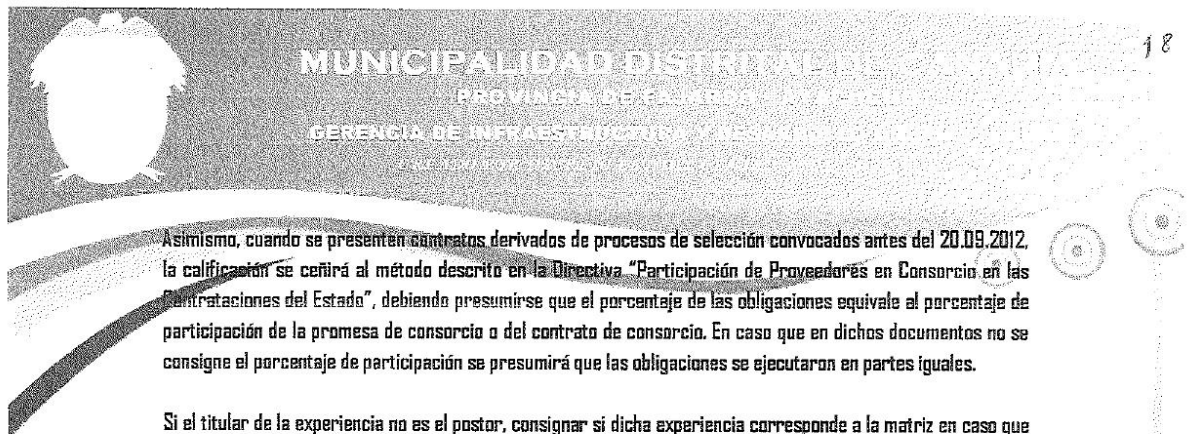 18
MUNICIPALIDAD DISTRITAL DE
PROVINCIA DE
GERENCIA DE INFRAESTRUCTURA Y
Asimismo, cuando se presenten contratos derivados de procesos de selección convocados antes del 20.09.2012,
la calificación se ceñirá al método descrito en la Directiva "Participación de Proveedores en Consorcio en las
Contrataciones del Estado", debiendo presumirse que el porcentaje de las obligaciones equivale al porcentaje de
participación de la promesa de consorcio o del contrato de consorcio. En caso que en dichos documentos no se
consigne el porcentaje de participación se presumirá que las obligaciones se ejecutaron en partes iguales.
Si el titular de la experiencia no es el postor, consignar si dicha experiencia corresponde a la matriz en caso que